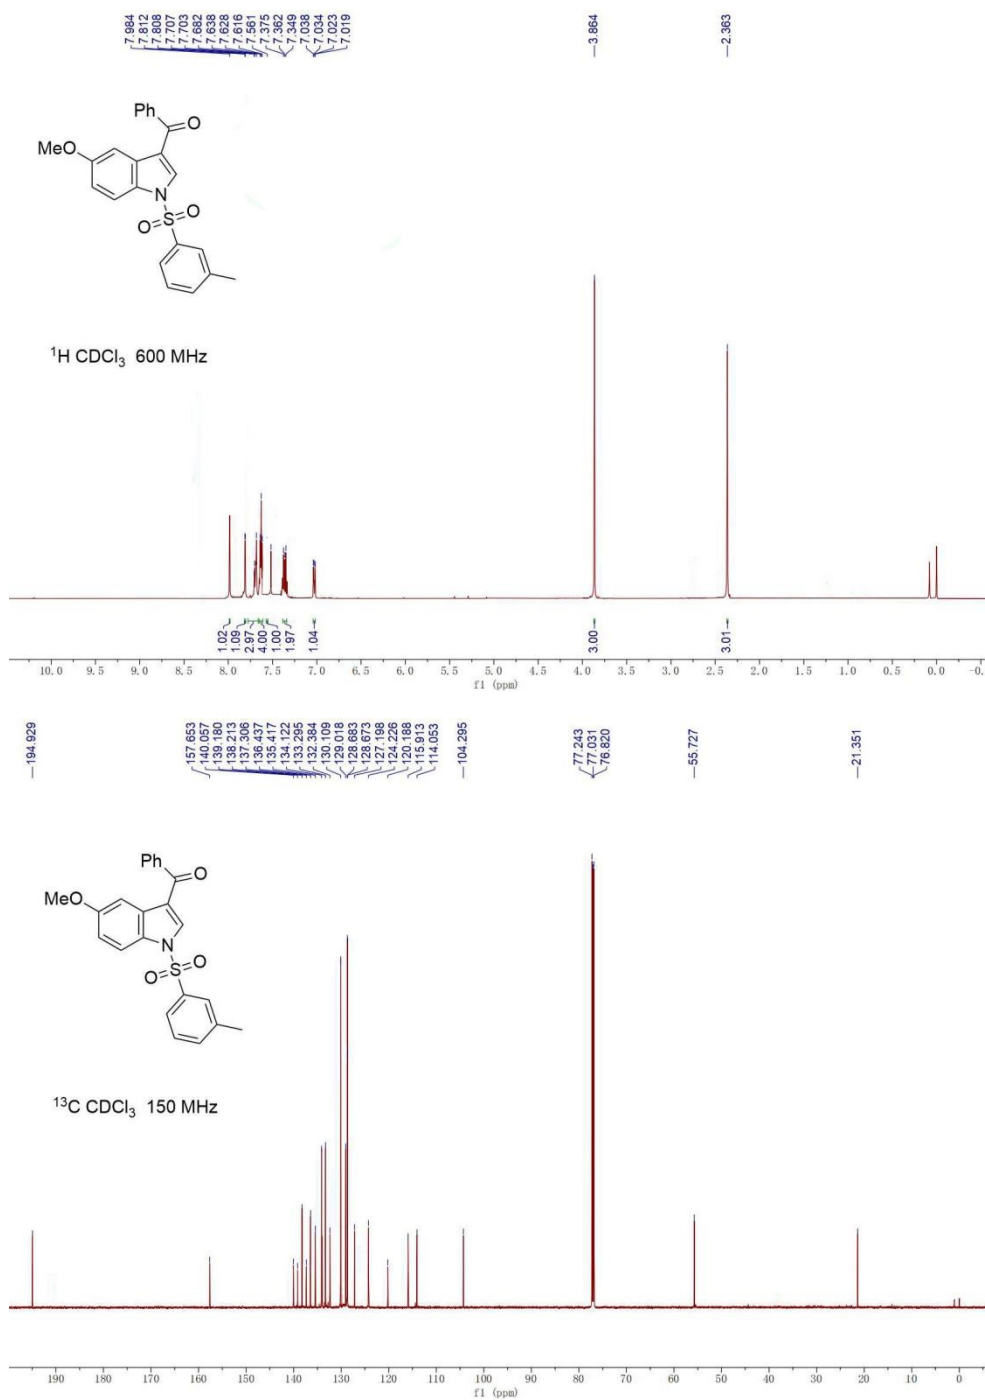 7.984
7.812
7.808
7.707
7.703
7.682
7.638
7.628
7.616
7.561
7.375
7.362
7.349
7.038
7.034
7.023
7.019
3.864
2.363
Ph
O
MeO
N
O
S
O
¹H CDCl₃ 600 MHz
1.02
1.09
2.97
4.00
1.00
1.97
1.04
3.00
3.01
10.0 9.5 9.0 8.5 8.0 7.5 7.0 6.5 6.0 5.5 5.0 4.5 4.0 3.5 3.0 2.5 2.0 1.5 1.0 0.5 0.0 -0.
f1 (ppm)
194.929
157.653
140.057
139.180
138.213
137.306
136.437
135.417
134.122
133.295
132.384
130.109
129.018
128.683
128.673
127.198
124.226
120.188
115.913
114.053
104.295
77.243
77.031
76.820
55.727
21.351
Ph
O
MeO
N
O
S
O
¹³C CDCl₃ 150 MHz
190 180 170 160 150 140 130 120 110 100 90 80 70 60 50 40 30 20 10 0
f1 (ppm)